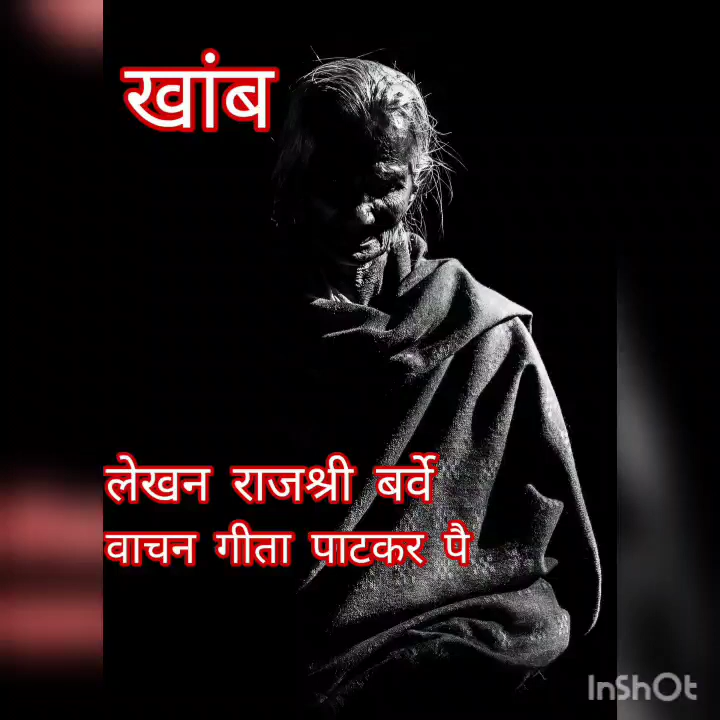 खांब
लेखन राजश्री बर्वे
वाचन गीता पाटकर पै
InShOt